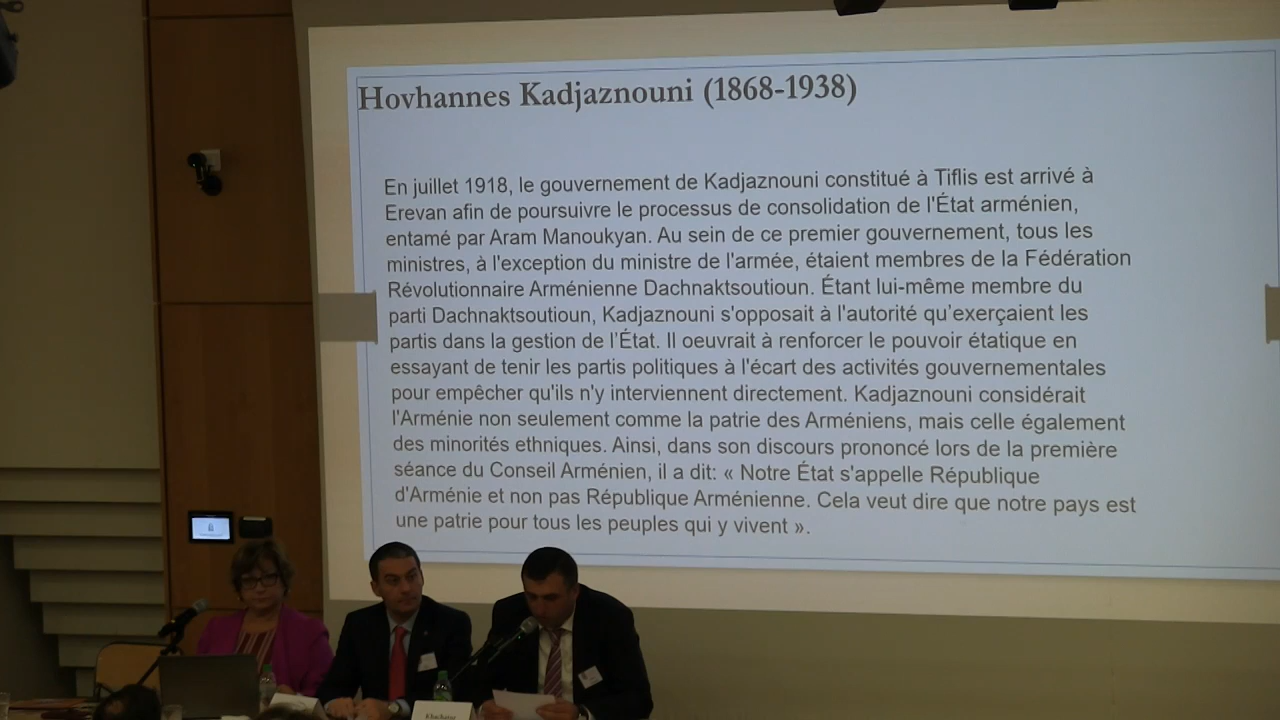 Hovhannes Kadjaznouni (1868-1938)
En juillet 1918, le gouvernement de Kadjaznouni constitué à Tiflis est arrivé à
Erevan afin de poursuivre le processus de consolidation de l'État arménien,
entamé par Aram Manoukyan. Au sein de ce premier gouvernement, tous les
ministres, à l'exception du ministre de l'armée, étaient membres de la Fédération
Révolutionnaire Arménienne Dachnaktsoutioun. Étant lui-même membre du
parti Dachnaktsoutioun, Kadjaznouni s'opposait à l'autorité qu'exerçaient les
partis dans la gestion de l'État. Il oeuvrait à renforcer le pouvoir étatique en
essayant de tenir les partis politiques à l'écart des activités gouvernementales
pour empêcher qu'ils n'y interviennent directement. Kadjaznouni considérait
l'Arménie non seulement comme la patrie des Arméniens, mais celle également
des minorités ethniques. Ainsi, dans son discours prononcé lors de la première
séance du Conseil Arménien, il a dit: « Notre État s'appelle République
d'Arménie et non pas République Arménienne. Cela veut dire que notre pays est
une patrie pour tous les peuples qui y vivent ».